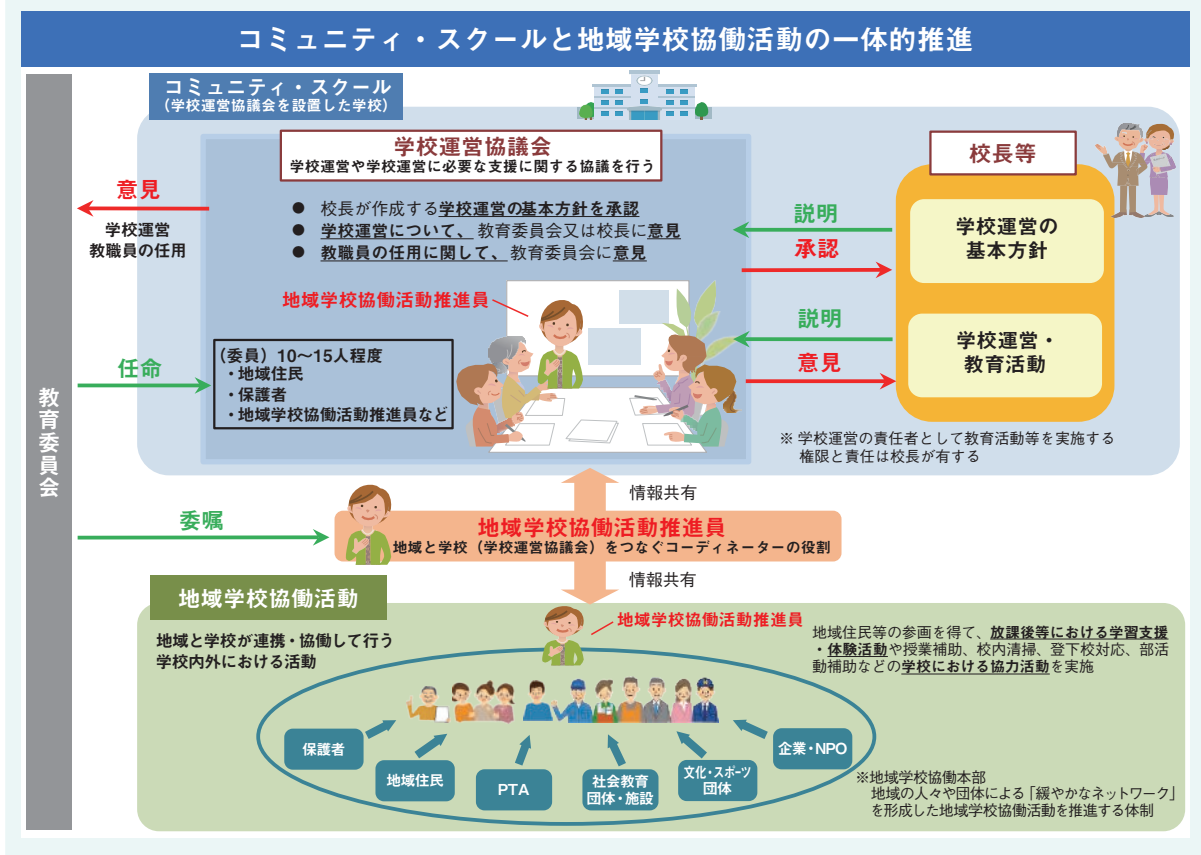 コミュニティ・スクールと地域学校協働活動の一体的推進
教育委員会
コミュニティ・スクール
(学校運営協議会を設置した学校)
学校運営協議会
学校運営や学校運営に必要な支援に関する協議を行う
● 校長が作成する学校運営の基本方針を承認
● 学校運営について、教育委員会又は校長に意見
● 教職員の任用に関して、教育委員会に意見
意見
学校運営
教職員の任用
地域学校協働活動推進員
任命
(委員)10〜15人程度
・地域住民
・保護者
・地域学校協働活動推進員など
説明
承認
説明
意見
校長等
学校運営の
基本方針
学校運営・
教育活動
※ 学校運営の責任者として教育活動等を実施する
権限と責任は校長が有する
情報共有
委嘱
地域学校協働活動推進員
地域と学校(学校運営協議会)をつなぐコーディネーターの役割
情報共有
地域学校協働活動
地域と学校が連携・協働して行う
学校内外における活動
地域学校協働活動推進員
地域住民等の参画を得て、放課後等における学習支援
・体験活動や授業補助、校内清掃、登下校対応、部活
動補助などの学校における協力活動を実施
保護者
地域住民
PTA
社会教育
団体・施設
文化・スポーツ
団体
企業・NPO
※地域学校協働本部
地域の人々や団体による「緩やかなネットワーク」
を形成した地域学校協働活動を推進する体制